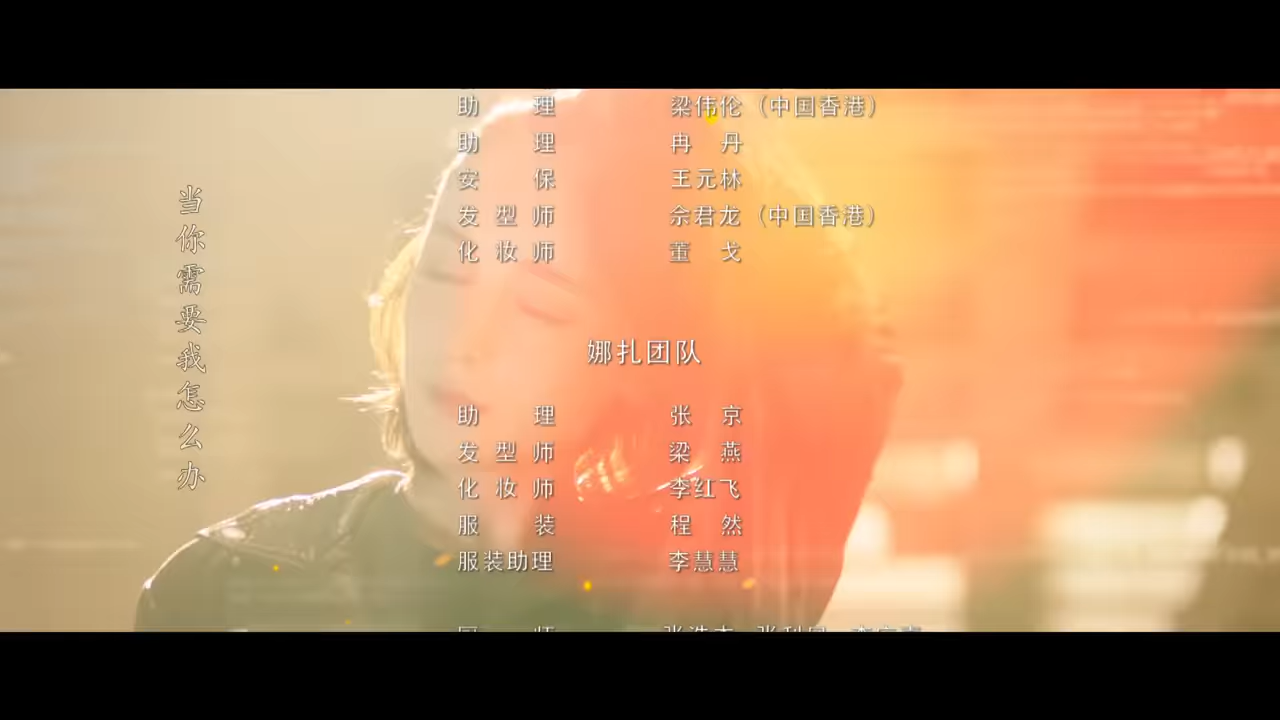 当你需要我怎么办
助理 梁伟伦（中国香港）
助理 冉丹
安保 王元林
发型师 佘君龙（中国香港）
化妆师 董戈
娜扎团队
助理 张京
发型师 梁燕
化妆师 李红飞
服装 程然
服装助理 李慧慧